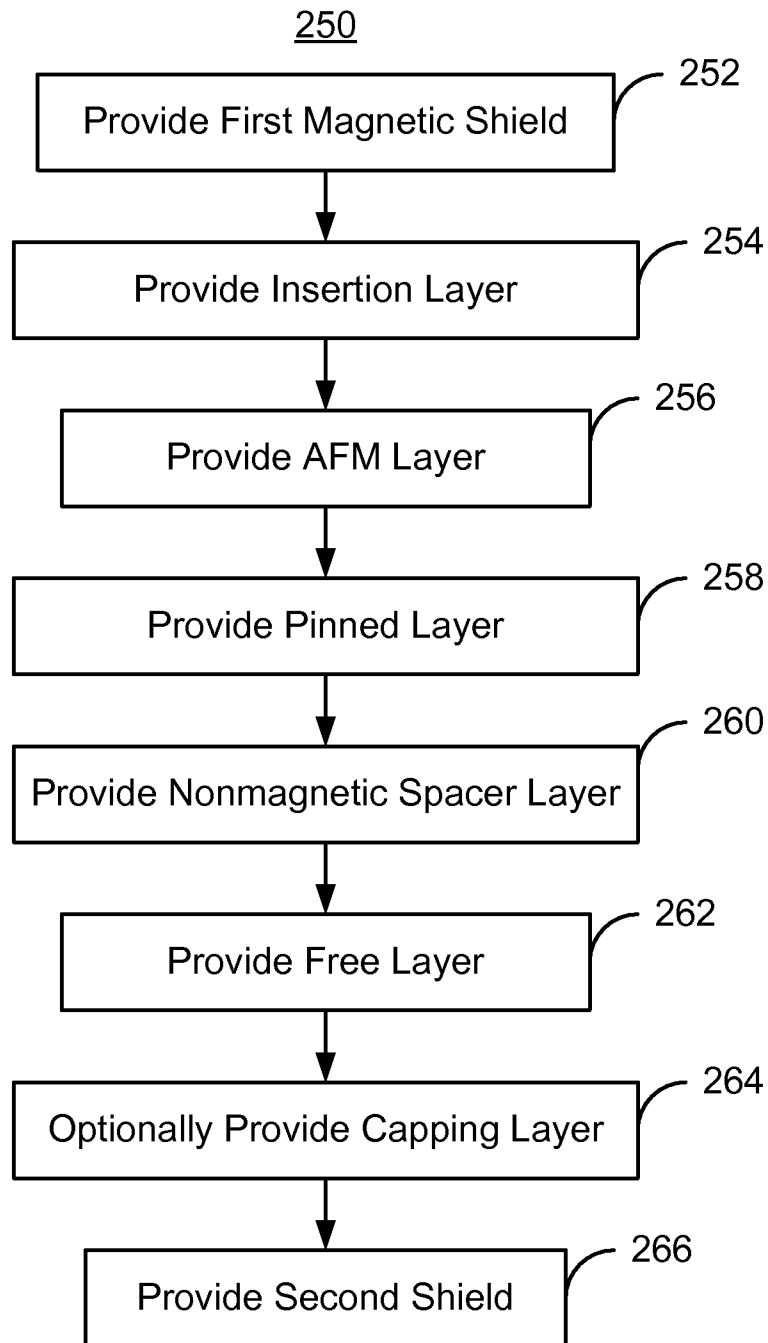 250
252
Provide First Magnetic Shield
254
Provide Insertion Layer
256
Provide AFM Layer
258
Provide Pinned Layer
260
Provide Nonmagnetic Spacer Layer
262
Provide Free Layer
264
Optionally Provide Capping Layer
266
Provide Second Shield